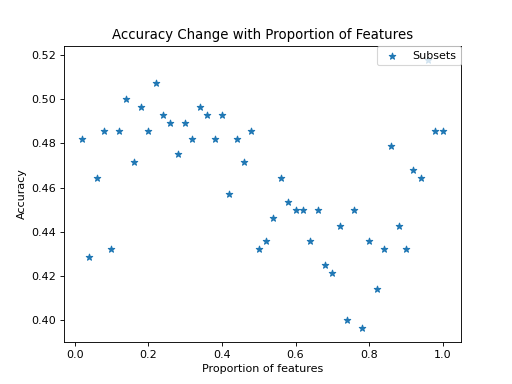 Accuracy Change with Proportion of Features
Subsets
0.52
0.50
0.48
0.46
0.44
0.42
0.40
Accuracy
0.0 0.2 0.4 0.6 0.8 1.0
Proportion of features